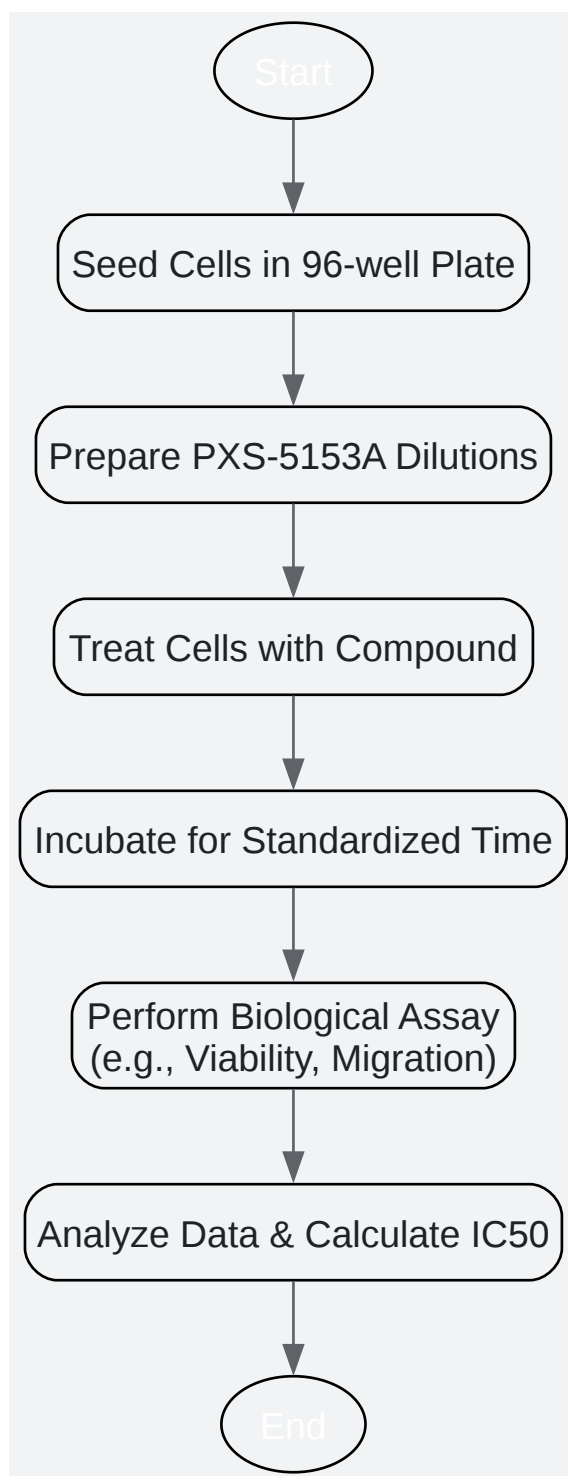 Start
Seed Cells in 96-well Plate
Prepare PXS-5153A Dilutions
Treat Cells with Compound
Incubate for Standardized Time
Perform Biological Assay
(e.g., Viability, Migration)
Analyze Data & Calculate IC50
End